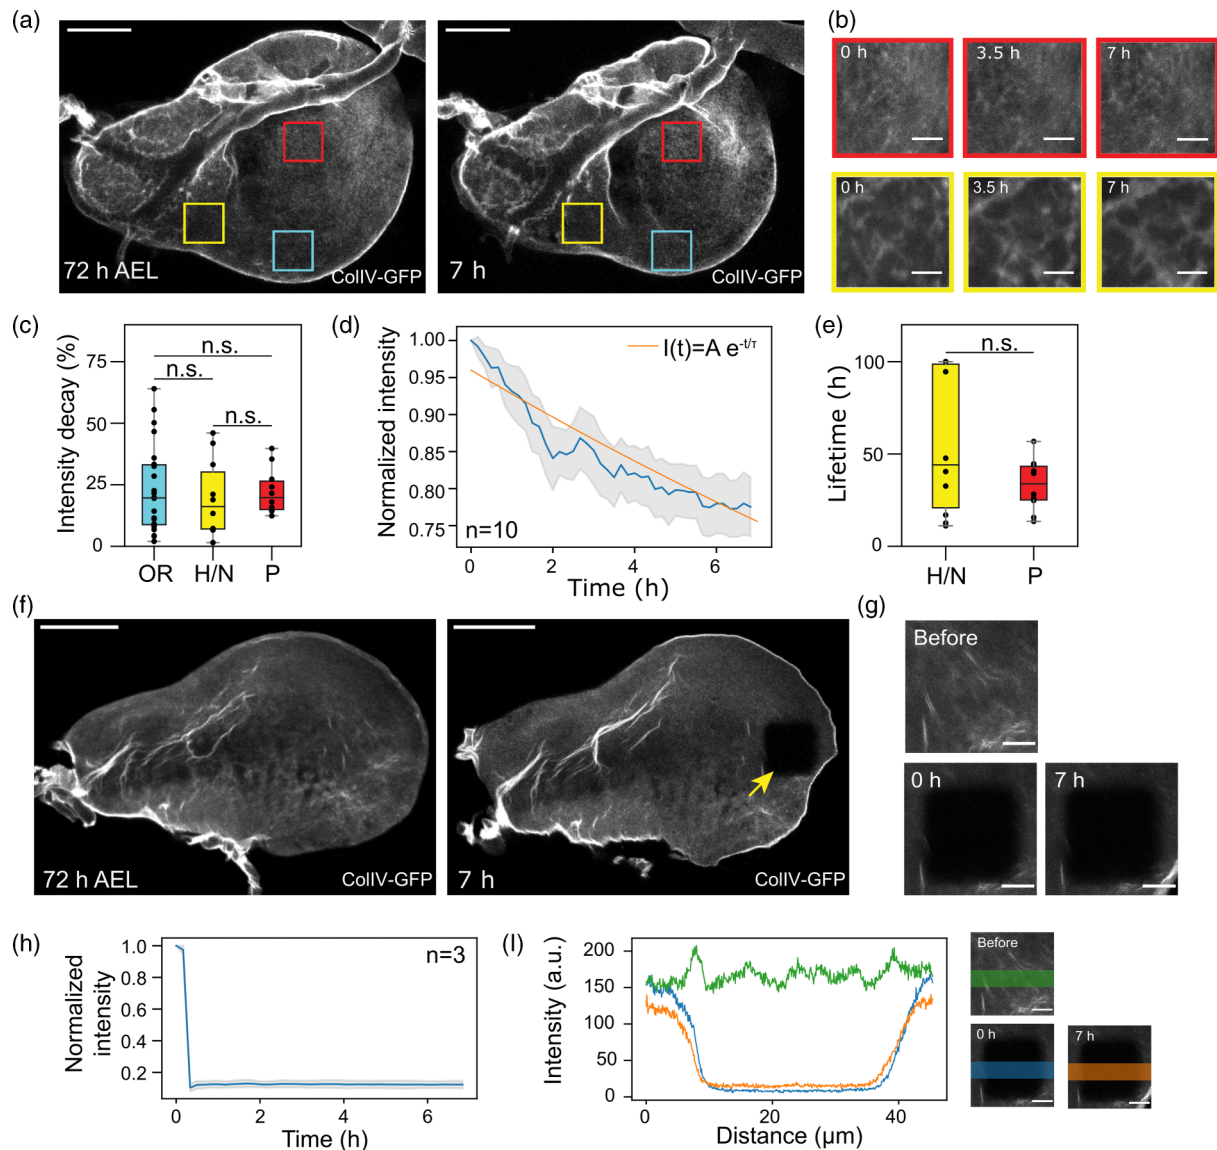 (a)
72 h AEL
ColIV-GFP
7 h
ColIV-GFP
(b)
0 h
3.5 h
7 h
0 h
3.5 h
7 h
(c)
Intensity decay (%)
75
50
25
0
n.s.
n.s.
n.s.
OR
H/N
P
(d)
Normalized intensity
1.00
0.95
0.90
0.85
0.80
0.75
I(t)=A e-t/τ
n=10
0
2
4
6
Time (h)
(e)
Lifetime (h)
100
50
0
n.s.
H/N
P
(f)
72 h AEL
ColIV-GFP
7 h
ColIV-GFP
(g)
Before
0 h
7 h
(h)
Normalized
intensity
1.0
0.8
0.6
0.4
0.2
n=3
0
2
4
6
Time (h)
(I)
Intensity (a.u.)
200
150
100
50
0
0
20
40
Distance (μm)
Before
0 h
7 h